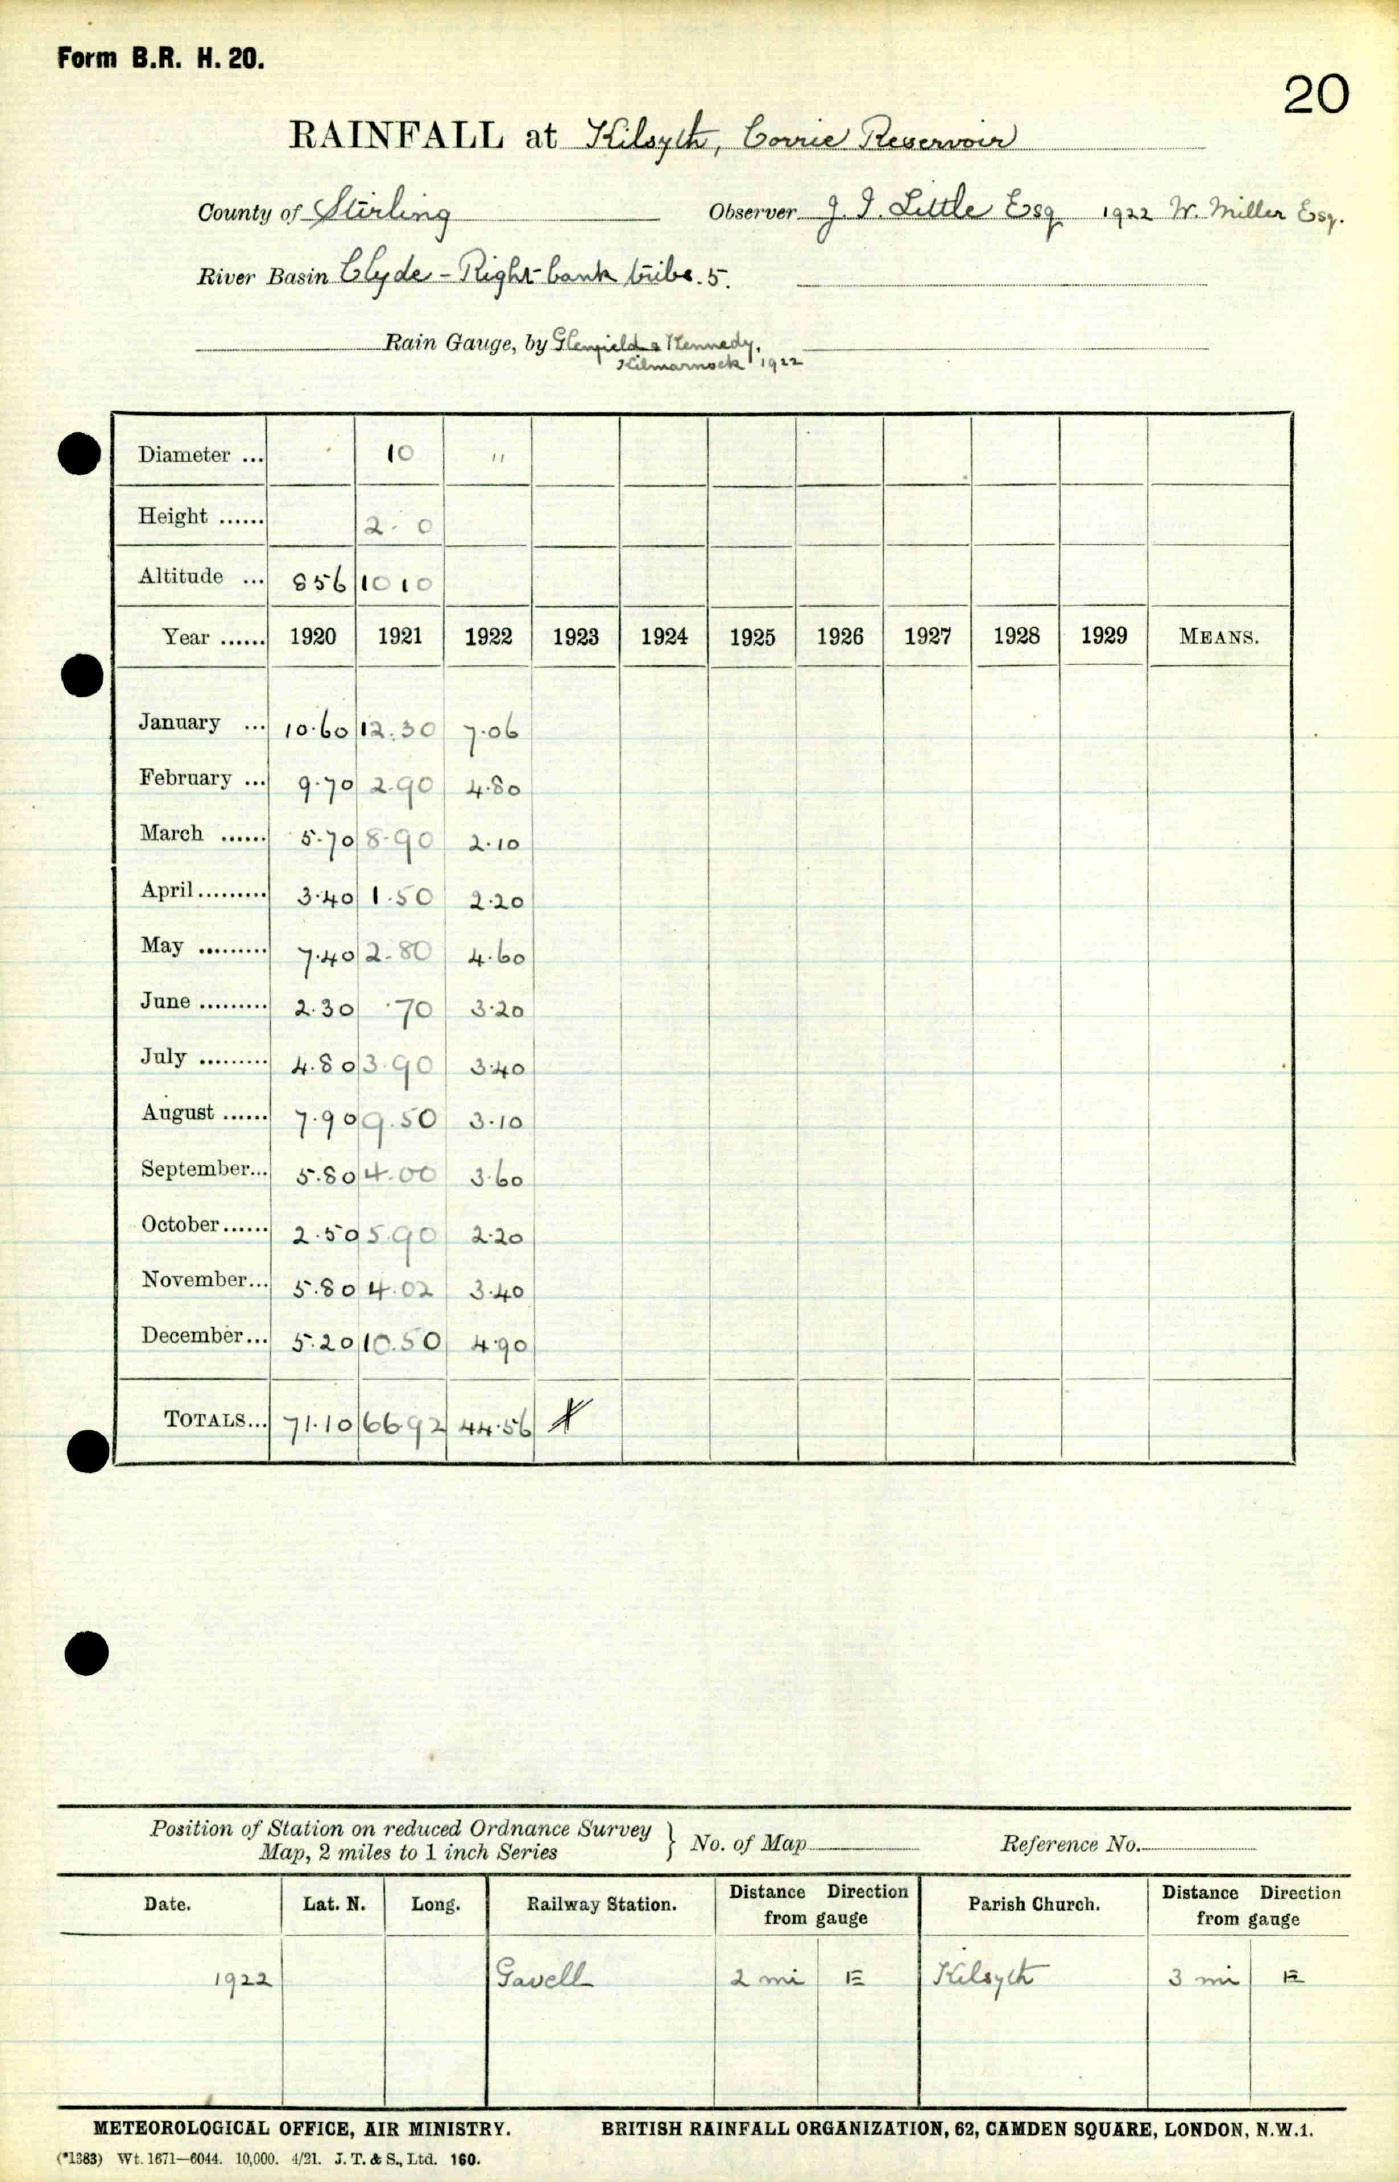 Form B.R. H. 20.
20
RAINFALL at Kilsyth, Corrie Reservoir
County of Stirling Observer J. I. Little Esq 1922 W. Miller Esq.
River Basin Clyde - Right bank tribs. 5.
Rain Gauge, by Glenfield & Kennedy,
Kilmarnock 1922
Diameter ... 10 "
Height ...... 2 - 0
Altitude ... 856 1010
Year ...... 1920 1921 1922 1923 1924 1925 1926 1927 1928 1929 MEANS.
January ... 10.60 12.30 7.06
February ... 9.70 2.90 4.80
March ...... 5.70 8.90 2.10
April ......... 3.40 1.50 2.20
May ......... 7.40 2.80 4.60
June ......... 2.30 .70 3.20
July ......... 4.80 3.90 3.40
August ...... 7.90 9.50 3.10
September... 5.80 4.00 3.60
October...... 2.50 5.90 2.20
November... 5.80 4.02 3.40
December... 5.20 10.50 4.90
TOTALS... 71.10 66.92 44.56
Position of Station on reduced Ordnance Survey
Map, 2 miles to 1 inch Series } No. of Map Reference No.
Date. Lat. N. Long. Railway Station. Distance Direction from gauge Parish Church. Distance Direction from gauge
1922 Gavell 2 mi E Kilsyth 3 mi E
METEOROLOGICAL OFFICE, AIR MINISTRY. BRITISH RAINFALL ORGANIZATION, 62, CAMDEN SQUARE, LONDON, N.W.1.
(*1383) Wt. 1671—6044. 10,000. 4/21. J. T. & S., Ltd. 160.